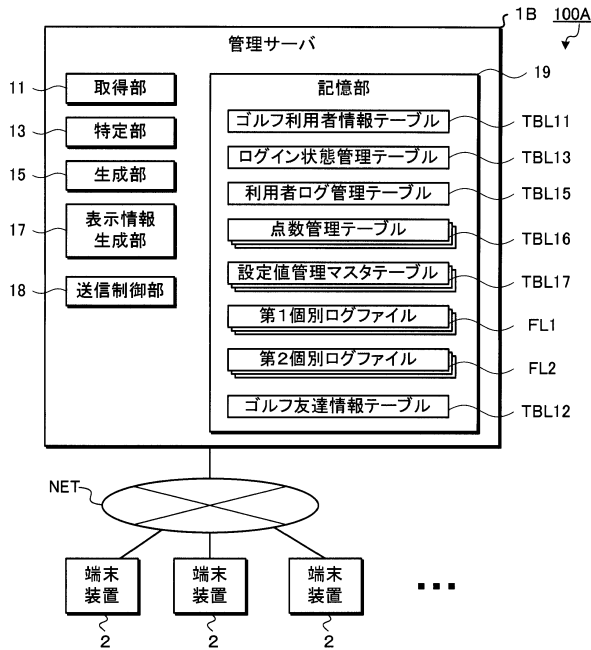 1B
100A
管理サーバ
19
記憶部
11
取得部
13
特定部
15
生成部
17
表示情報
生成部
18
送信制御部
ゴルフ利用者情報テーブル
TBL11
ログイン状態管理テーブル
TBL13
利用者ログ管理テーブル
TBL15
点数管理テーブル
TBL16
設定値管理マスタテーブル
TBL17
第1個別ログファイル
FL1
第2個別ログファイル
FL2
ゴルフ友達情報テーブル
TBL12
NET
端末
装置
2
端末
装置
2
端末
装置
2